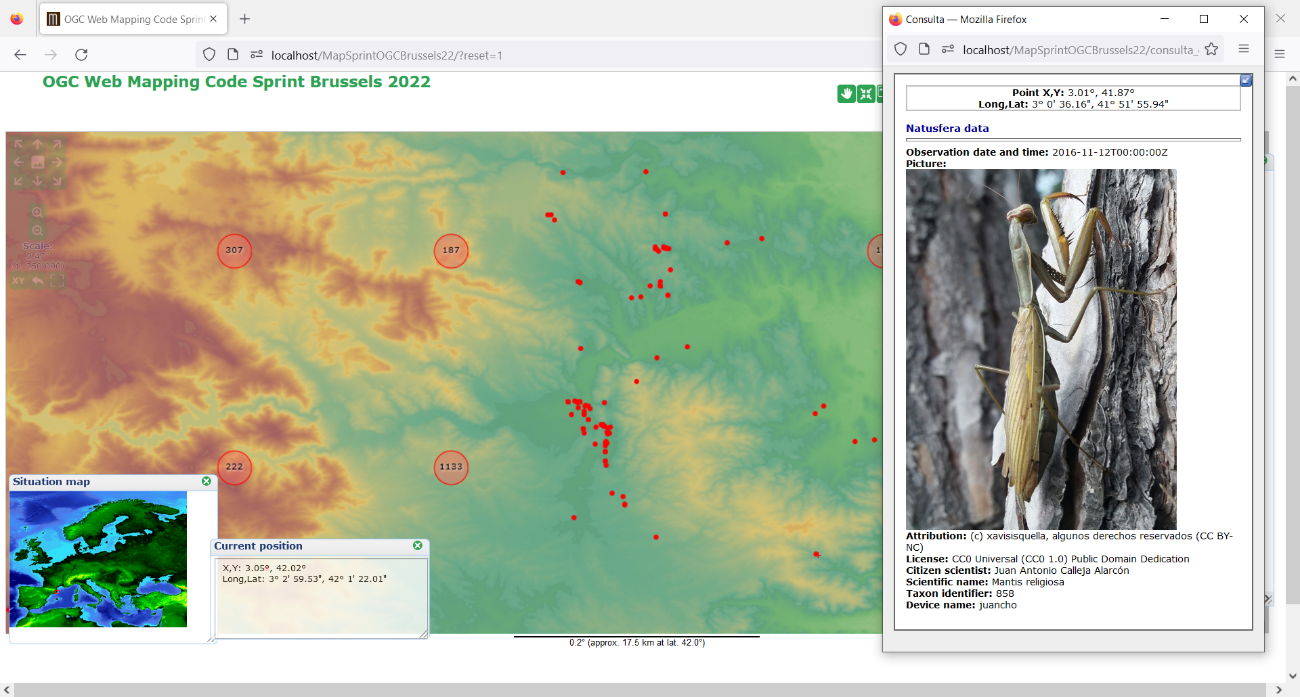 OGC Web Mapping Code Sprint
localhost/MapSprintOGCBrussels22/?reset=1
OGC Web Mapping Code Sprint Brussels 2022
Scale:
XY
307
187
222
1133
Situation map
Current position
X,Y: 3.05º, 42.02º
Long,Lat: 3° 2' 59.53", 42° 1' 22.01"
0.2° (approx. 17.5 km at lat. 42.0°)
Consulta — Mozilla Firefox
localhost/MapSprintOGCBrussels22/consulta_
Point X,Y: 3.01º, 41.87º
Long,Lat: 3° 0' 36.16", 41° 51' 55.94"
Natusfera data
Observation date and time: 2016-11-12T00:00:00Z
Picture:
Attribution: (c) xavisisquella, algunos derechos reservados (CC BY-
NC)
License: CC0 Universal (CC0 1.0) Public Domain Dedication
Citizen scientist: Juan Antonio Calleja Alarcón
Scientific name: Mantis religiosa
Taxon identifier: 858
Device name: juancho